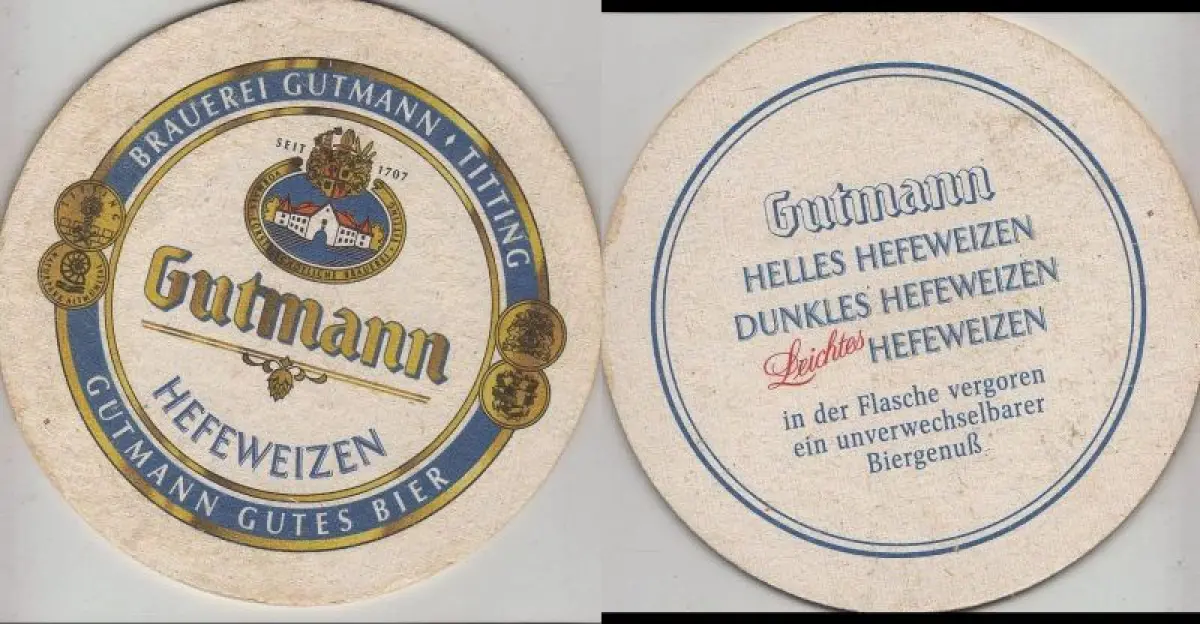 BRAUEREI GUTMANN · TITTING
SEIT 1707
Gutmann
HEFEWEIZEN
GUTMANN GUTES BIER
Gutmann
HELLES HEFEWEIZEN
DUNKLES HEFEWEIZEN
Leichtes HEFEWEIZEN
in der Flasche vergoren
ein unverwechselbarer
Biergenuß